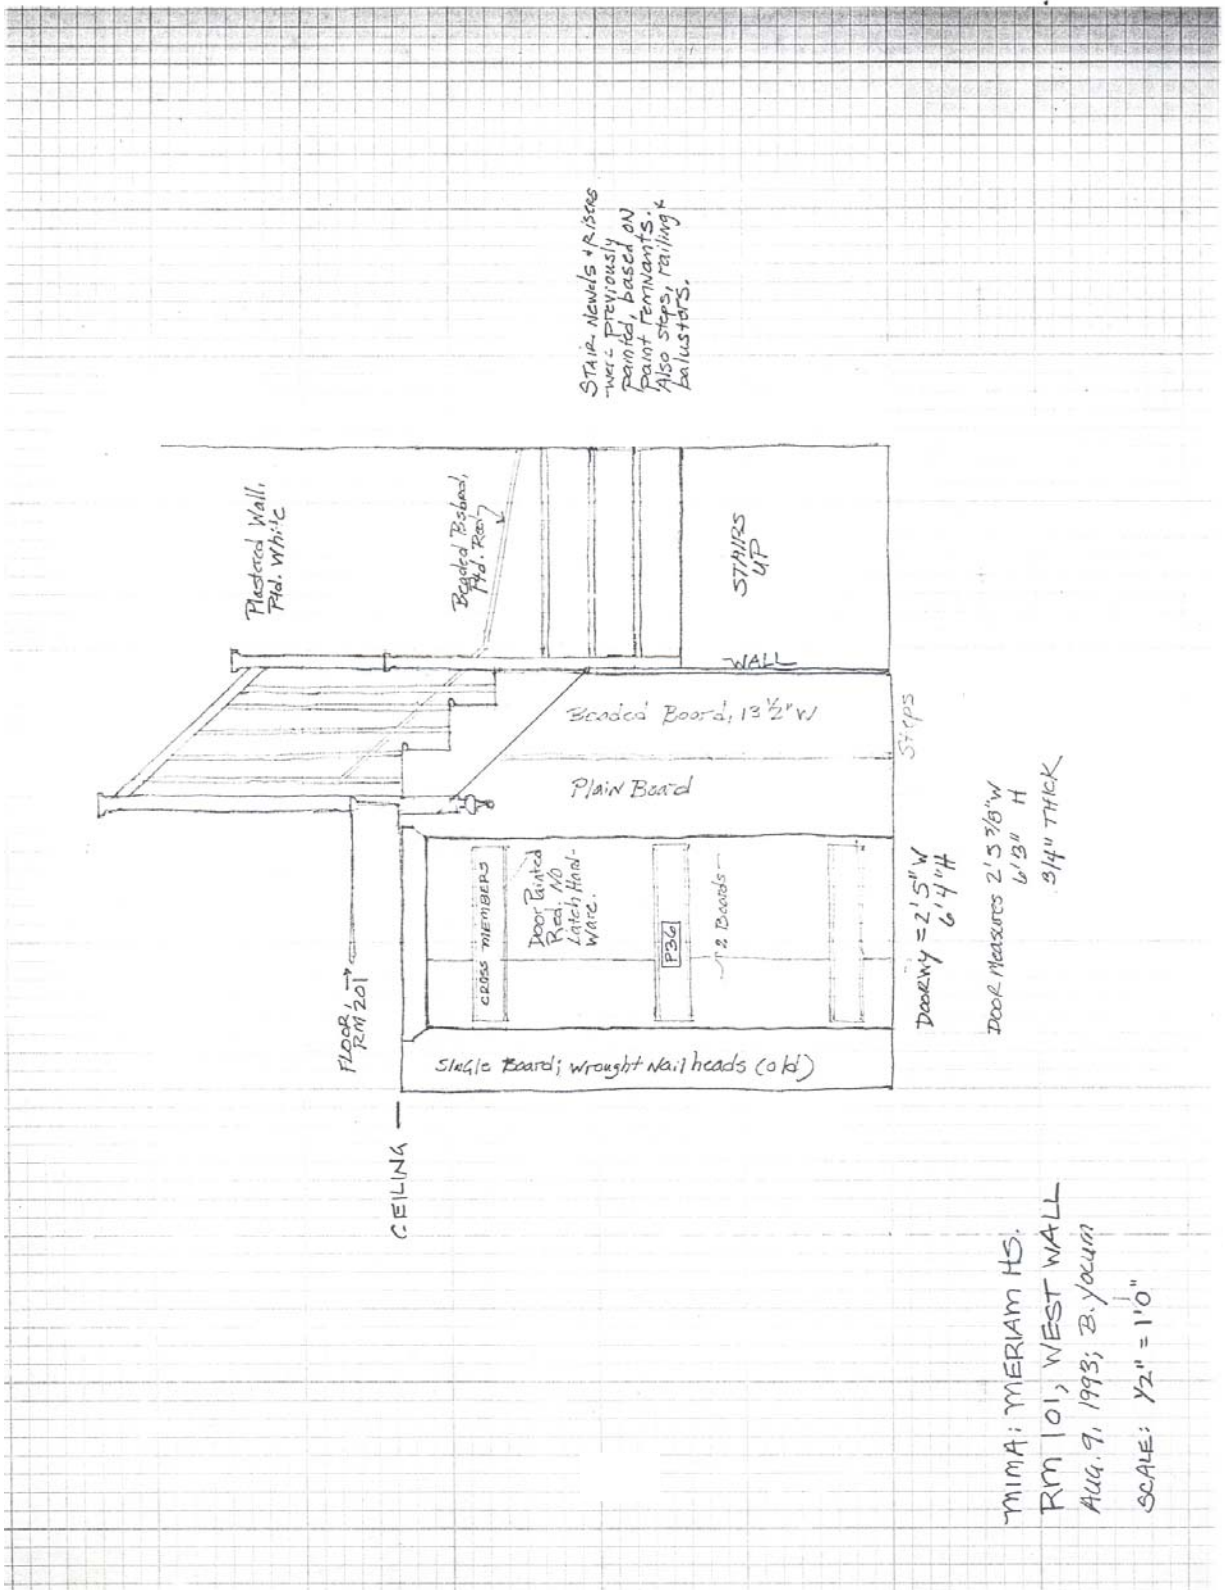 STAIR Newels + Risers
were previously
painted, based on
paint remnants.
Also steps, railing &
balustors.
Plastered Wall,
Ptd. White
Beaded Bsbrd,
Ptd. Red
STAIRS
UP
WALL
Beaded Board, 13 1/2" W
Plain Board
Steps
FLOOR,
RM 201
CEILING
CROSS MEMBERS
Door Painted
Red. NO
Latch Hard-
Ware.
P36
2 Boards
Single Board; Wrought Nail heads (old)
DOORWY = 2'5" W
6'4" H
DOOR Measures 2'5 3/8" W
6'3" H
3/4" THICK
MIMA: MERIAM HS.
RM 101, WEST WALL
AUG. 9, 1993; B. Yocum
SCALE: 1/2" = 1'0"